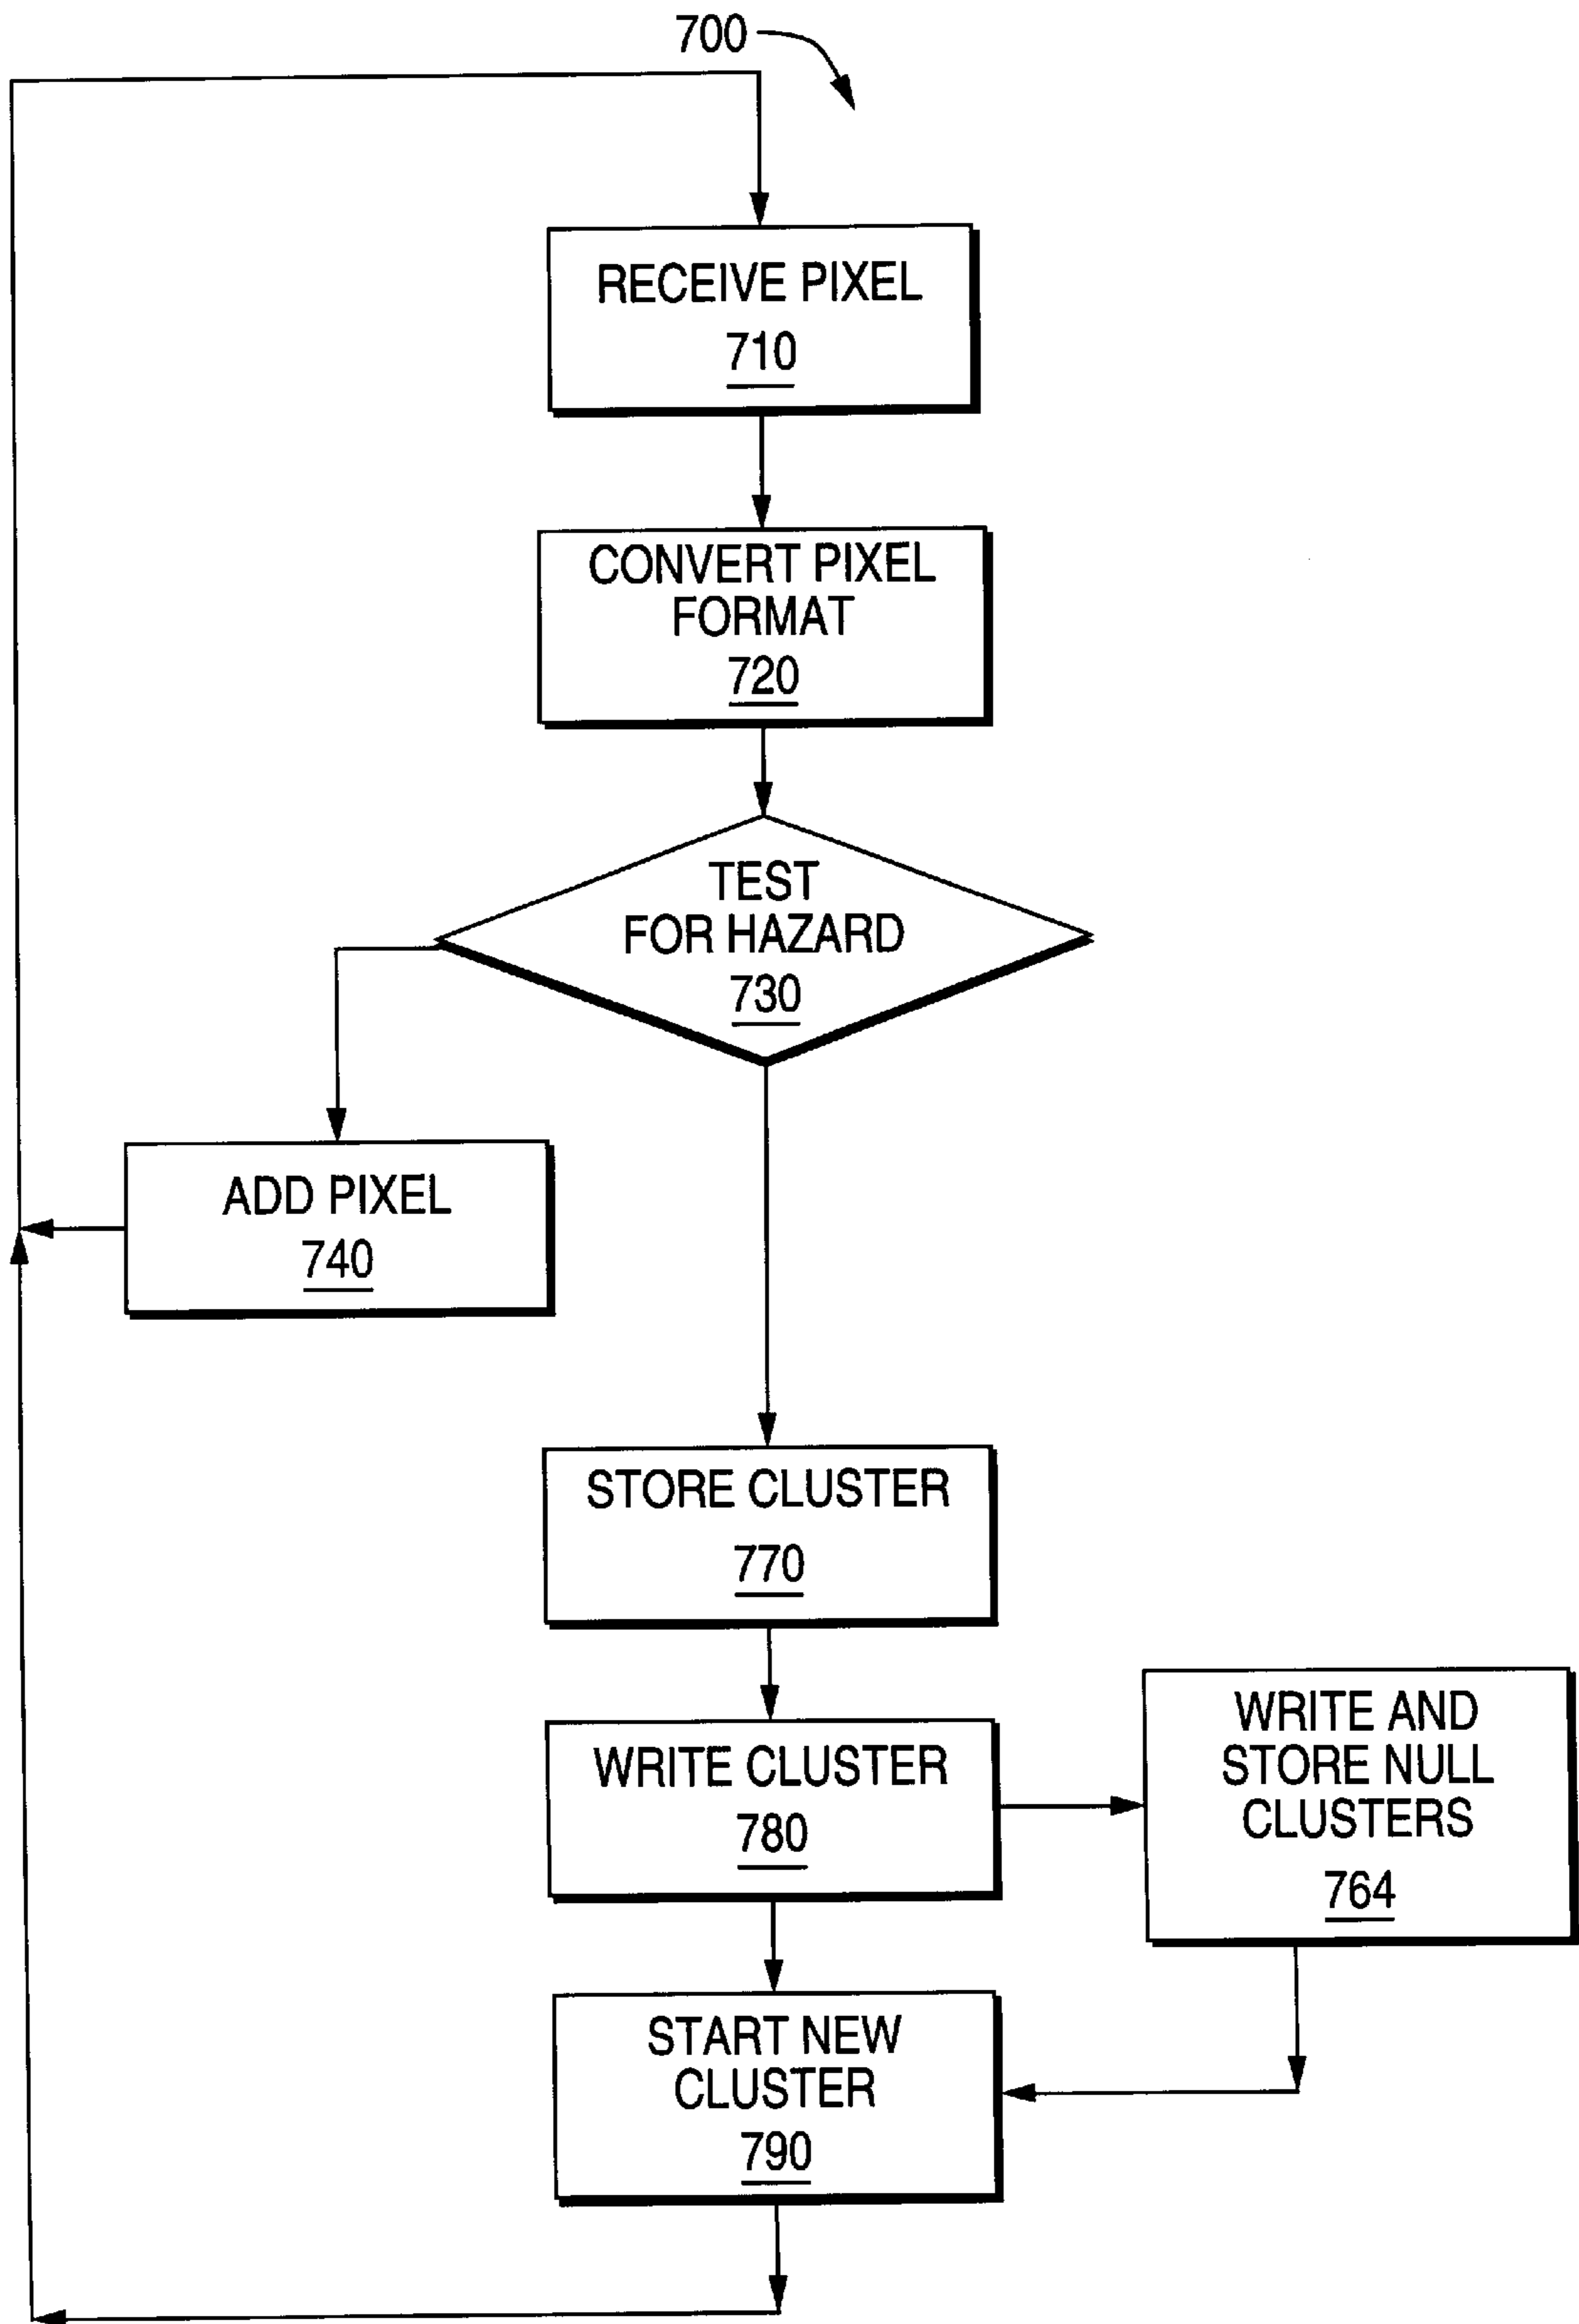 700
RECEIVE PIXEL
710
CONVERT PIXEL
FORMAT
720
TEST
FOR HAZARD
730
ADD PIXEL
740
STORE CLUSTER
770
WRITE CLUSTER
780
WRITE AND
STORE NULL
CLUSTERS
764
START NEW
CLUSTER
790